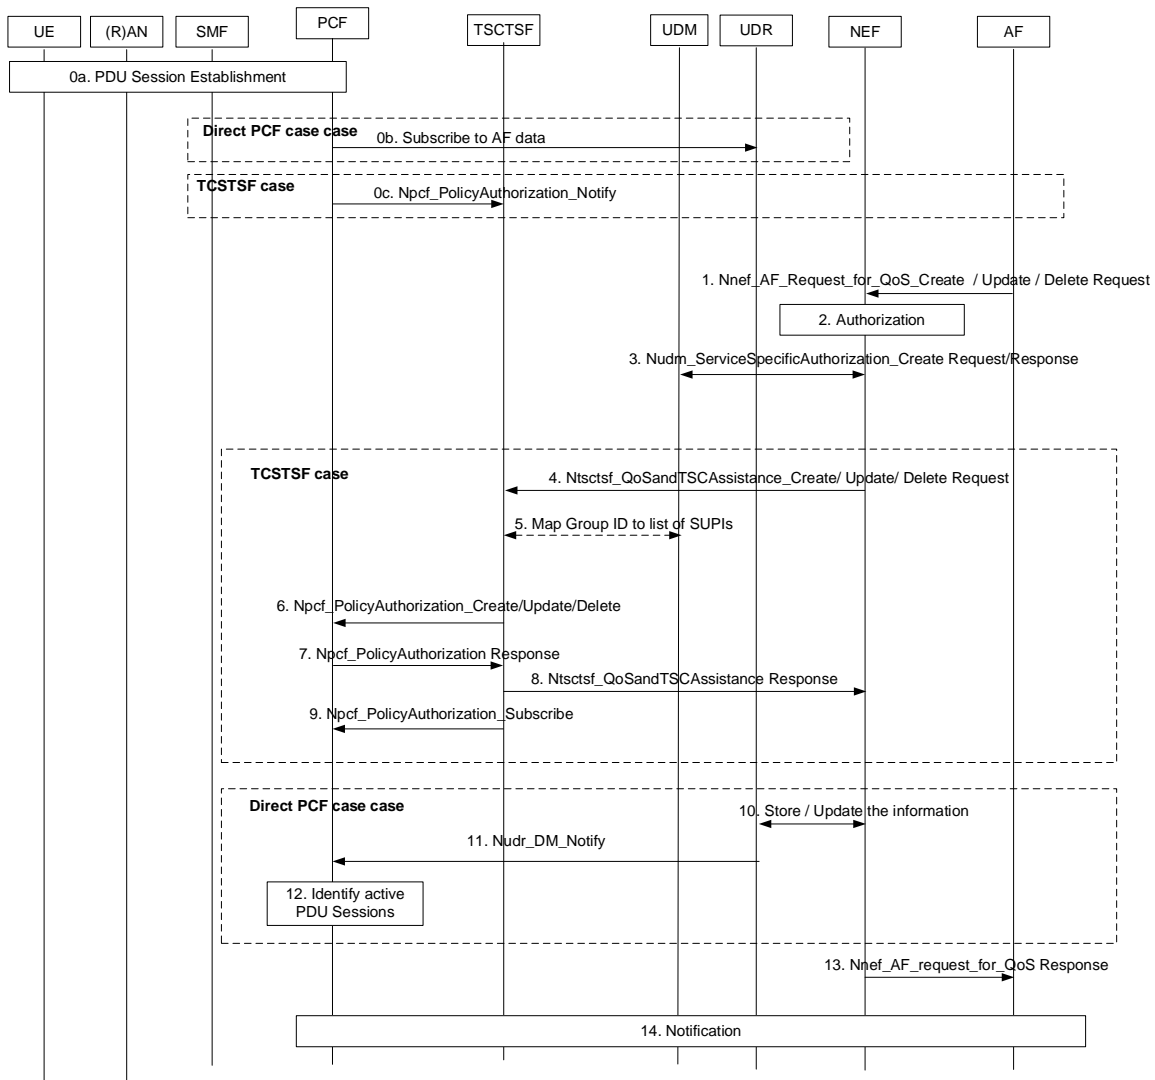 UE
(R)AN
SMF
PCF
TSCTSF
UDM
UDR
NEF
AF
0a. PDU Session Establishment
Direct PCF case case
0b. Subscribe to AF data
TCSTSF case
0c. Npcf_PolicyAuthorization_Notify
1. Nnef_AF_Request_for_QoS_Create / Update / Delete Request
2. Authorization
3. Nudm_ServiceSpecificAuthorization_Create Request/Response
TCSTSF case
4. Ntsctsf_QoSandTSCAssistance_Create/ Update/ Delete Request
5. Map Group ID to list of SUPIs
6. Npcf_PolicyAuthorization_Create/Update/Delete
7. Npcf_PolicyAuthorization Response
8. Ntsctsf_QoSandTSCAssistance Response
9. Npcf_PolicyAuthorization_Subscribe
Direct PCF case case
10. Store / Update the information
11. Nudr_DM_Notify
12. Identify active
PDU Sessions
13. Nnef_AF_request_for_QoS Response
14. Notification